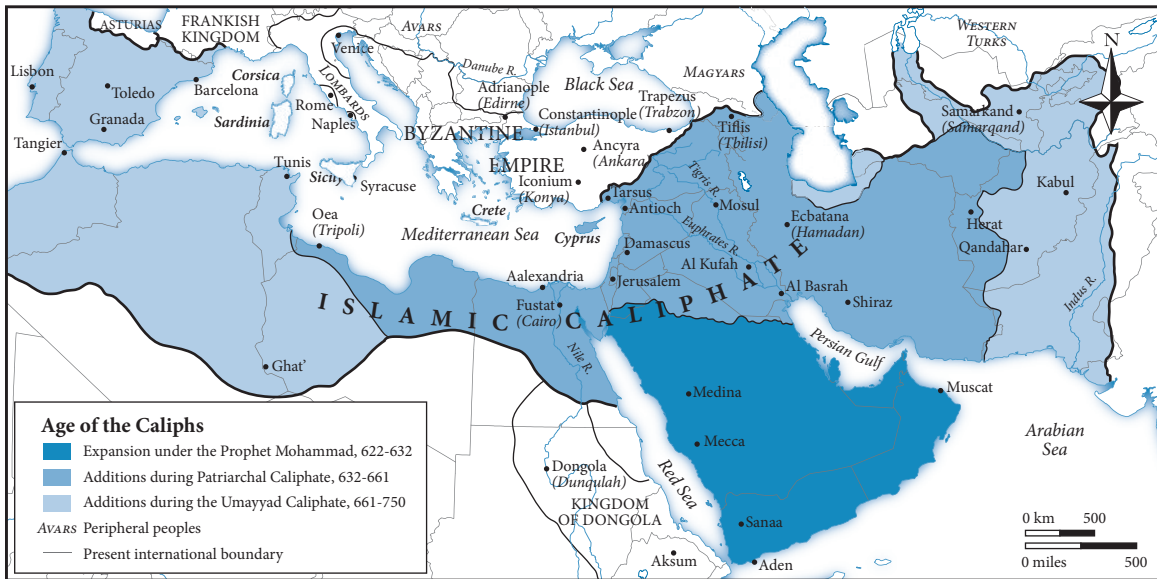 ASTURIAS
FRANKISH
KINGDOM
AVARS
WESTERN
TURKS
N
Venice
Danube R.
Black Sea
MAGYARS
Lisbon
Toledo
Barcelona
Corsica
LOMBARDS
Adrianople
(Edirne)
Constantinople
(Istanbul)
Trapezus
(Trabzon)
Samarkand
(Samarqand)
Granada
Sardinia
Rome
Naples
BYZANTINE
EMPIRE
Ancyra
(Ankara
Tiflis
(Tbilisi)
Tangier
Tunis
Sicily
Syracuse
Iconium
(Konya)
Tarsus
Antioch
Tigris R.
Mosul
Kabul
Oea
(Tripoli)
Crete
Cyprus
Mediterranean Sea
Euphrates R.
Ecbatana
(Hamadan)
Herat
Qandahar
Damascus
Al Kufah
Aalexandria
Jerusalem
Al Basrah
Shiraz
Indus R.
Fustat
(Cairo)
ISLAMIC CALIPHATE
Nile R.
Persian Gulf
Ghat'
Medina
Muscat
Mecca
Arabian
Sea
Red Sea
Dongola
(Dunqulah)
KINGDOM
OF DONGOLA
Sanaa
Aksum
Aden
Age of the Caliphs
Expansion under the Prophet Mohammad, 622-632
Additions during Patriarchal Caliphate, 632-661
Additions during the Umayyad Caliphate, 661-750
AVARS Peripheral peoples
Present international boundary
0 km 500
0 miles 500